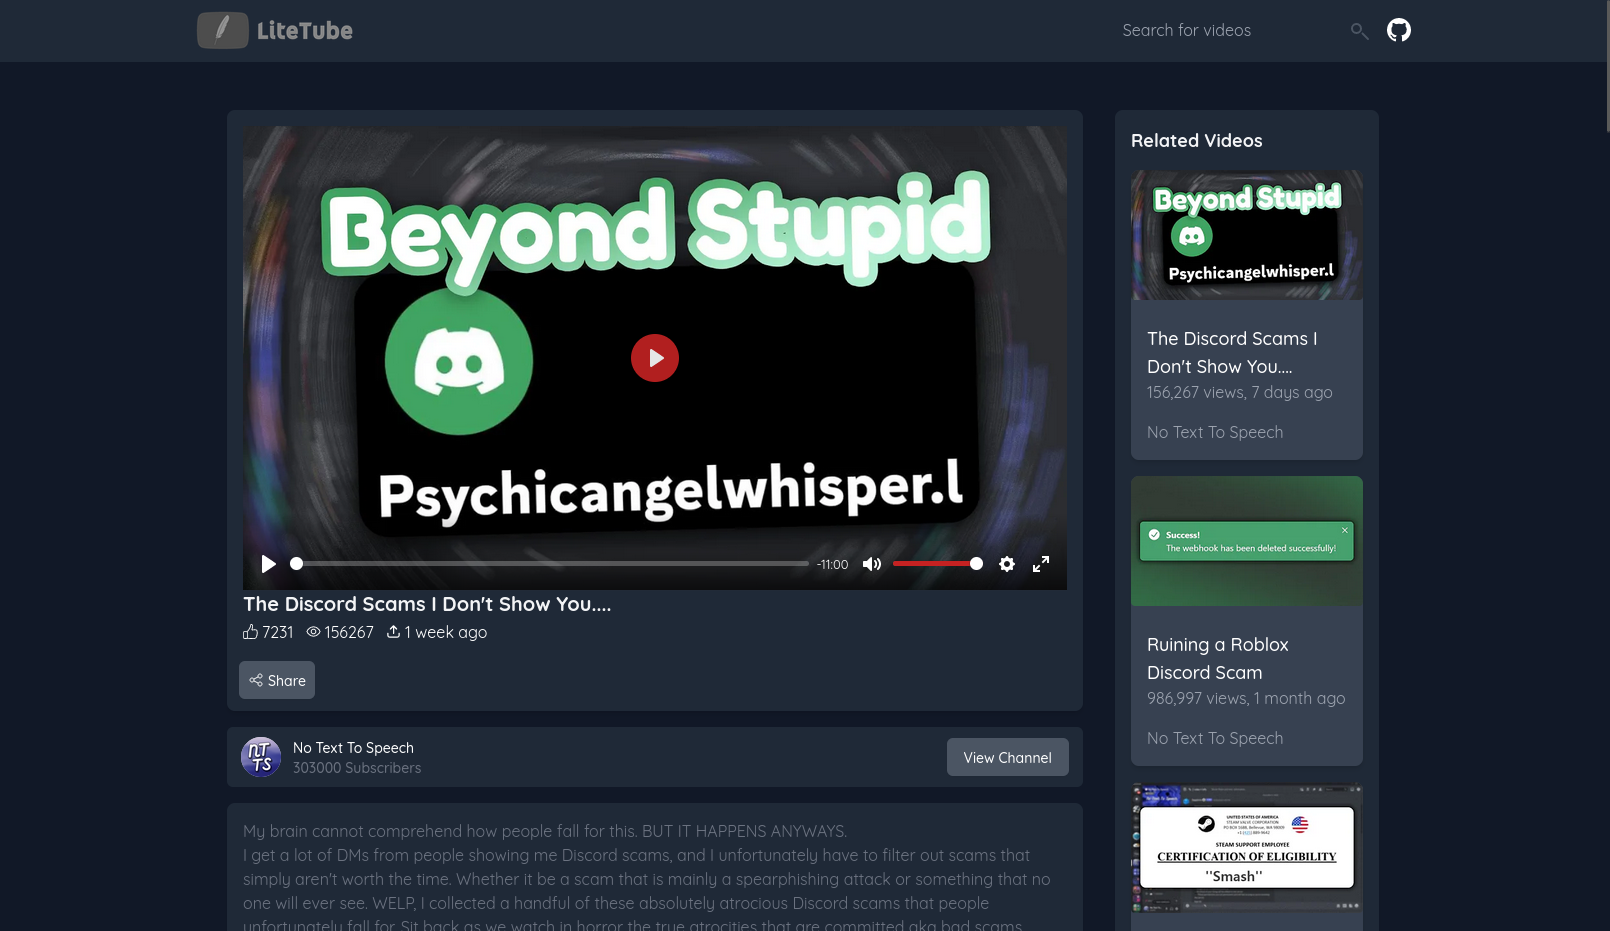 LiteTube
Search for videos
Beyond Stupid
Psychicangelwhisper.l
-11:00
The Discord Scams I Don't Show You....
7231 156267 1 week ago
Share
No Text To Speech
303000 Subscribers
View Channel
My brain cannot comprehend how people fall for this. BUT IT HAPPENS ANYWAYS.
I get a lot of DMs from people showing me Discord scams, and I unfortunately have to filter out scams that
simply aren't worth the time. Whether it be a scam that is mainly a spearphishing attack or something that no
one will ever see. WELP, I collected a handful of these absolutely atrocious Discord scams that people
unfortunately fall for. Sit back as we watch in horror the true atrocities that are committed aka bad scams
Related Videos
Beyond Stupid
Psychicangelwhisper.l
The Discord Scams I
Don't Show You....
156,267 views, 7 days ago
No Text To Speech
Success!
The webhook has been deleted successfully!
Ruining a Roblox
Discord Scam
986,997 views, 1 month ago
No Text To Speech
UNITED STATES OF AMERICA
STEAM VALVE CORPORATION
STEAM SUPPORT EMPLOYEE
CERTIFICATION OF ELIGIBILITY
"Smash"